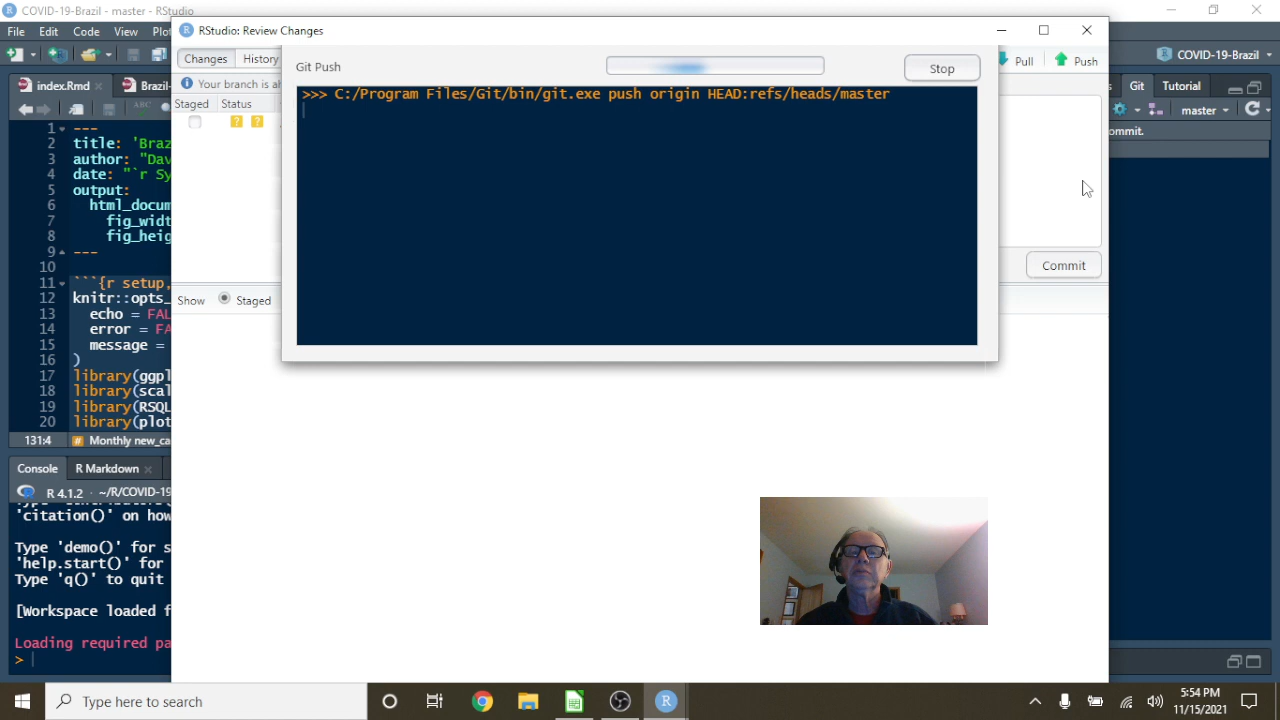 COVID-19-Brazil - master - RStudio
RStudio: Review Changes
File Edit Code View Plo
COVID-19-Brazil
Changes History
Git Push
Stop
Pull Push
index.Rmd
Brazil-
Git Tutorial
Your branch is a
master
Staged Status
>>> C:/Program Files/Git/bin/git.exe push origin HEAD:refs/heads/master
ommit.
1 ---
2 title: 'Braz
3 author: "Dav
4 date: "`r Sy
5 output:
6 html_docum
7 fig_widt
8 fig_heig
9 ---
10
11 ```{r setup,
12 knitr::opts_
13 echo = FAL
14 error = FA
15 message =
16 )
17 library(ggpl
18 library(scal
19 library(RSQL
20 library(plot
Commit
Show Staged
131:4 # Monthly new_ca
Console R Markdown
R 4.1.2 · ~/R/COVID-19
'citation()' on how
Type 'demo()' for s
'help.start()' for
Type 'q()' to quit
[Workspace loaded f
Loading required pa
>
Type here to search
5:54 PM
11/15/2021